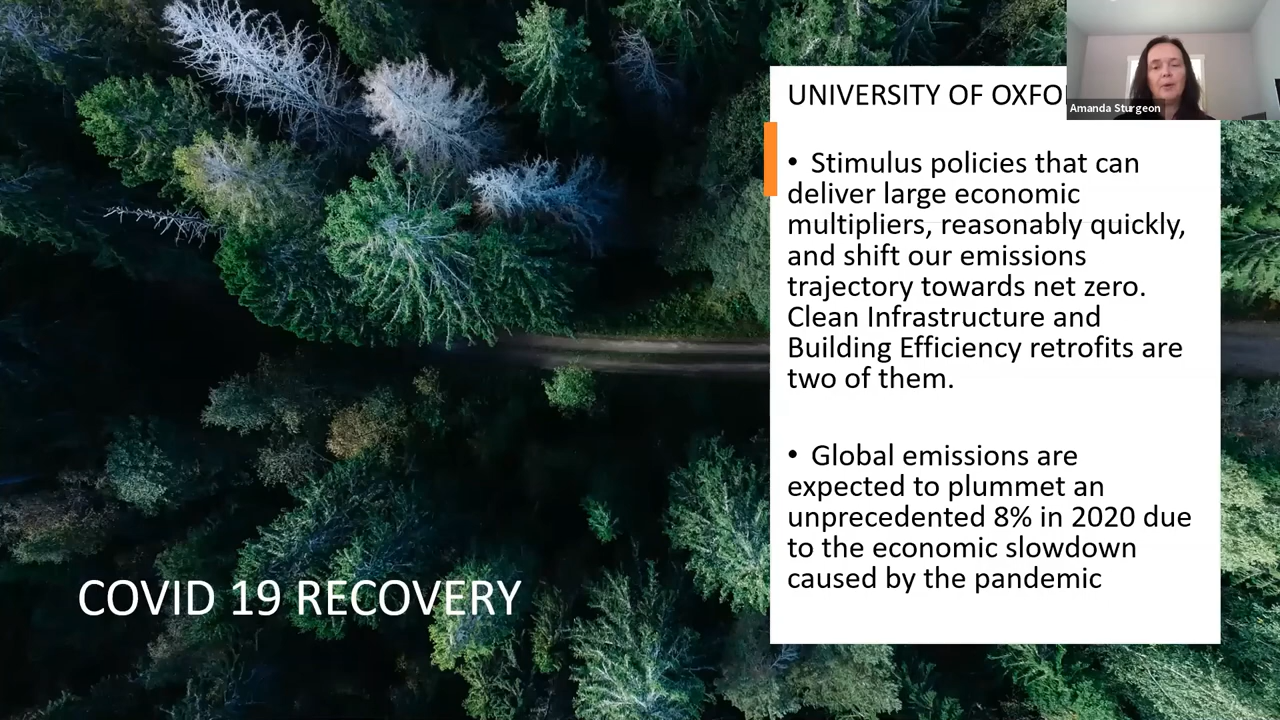 UNIVERSITY OF
Amanda Sturgeon
• Stimulus policies that can
deliver large economic
multipliers, reasonably quickly,
and shift our emissions
trajectory towards net zero.
Clean Infrastructure and
Building Efficiency retrofits are
two of them.
• Global emissions are
expected to plummet an
unprecedented 8% in 2020 due
to the economic slowdown
caused by the pandemic
COVID 19 RECOVERY